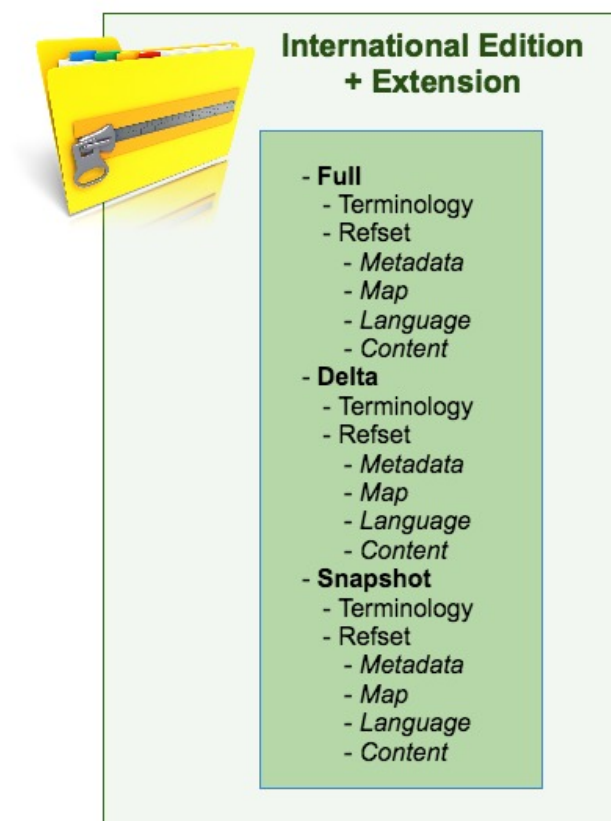 International Edition
+ Extension
- Full
- Terminology
- Refset
- Metadata
- Map
- Language
- Content
- Delta
- Terminology
- Refset
- Metadata
- Map
- Language
- Content
- Snapshot
- Terminology
- Refset
- Metadata
- Map
- Language
- Content